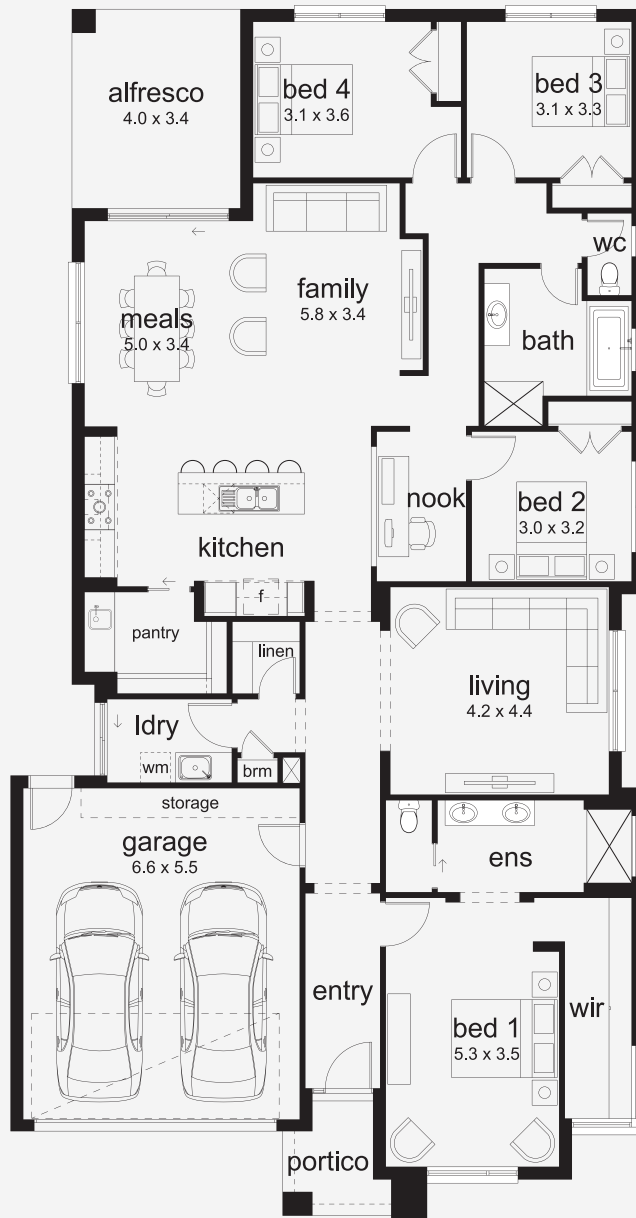 alfresco
4.0 x 3.4
bed 4
3.1 x 3.6
bed 3
3.1 x 3.3
wc
family
5.8 x 3.4
meals
5.0 x 3.4
bath
nook
bed 2
3.0 x 3.2
kitchen
f
pantry
linen
living
4.2 x 4.4
ldry
wm
brm
storage
garage
6.6 x 5.5
ens
entry
bed 1
5.3 x 3.5
wir
portico